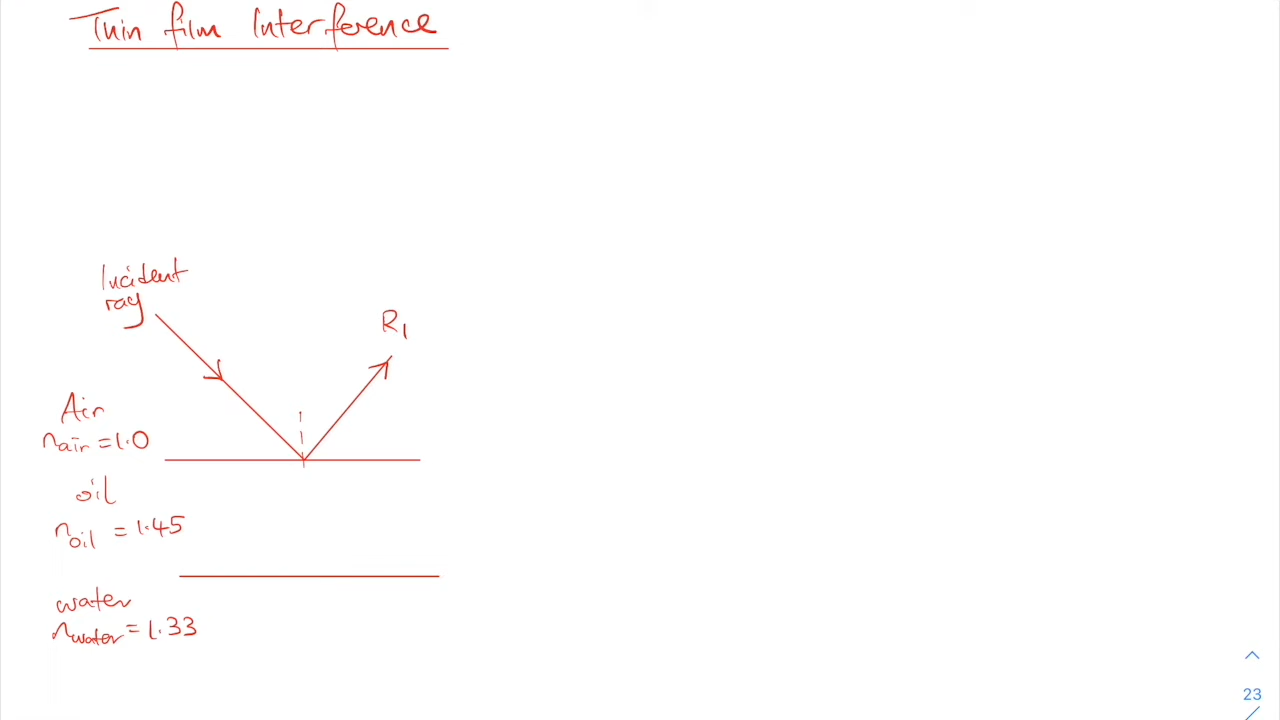 Thin film Interference
Incident
ray
R1
Air
nair = 1.0
oil
noil = 1.45
water
nwater = 1.33
23